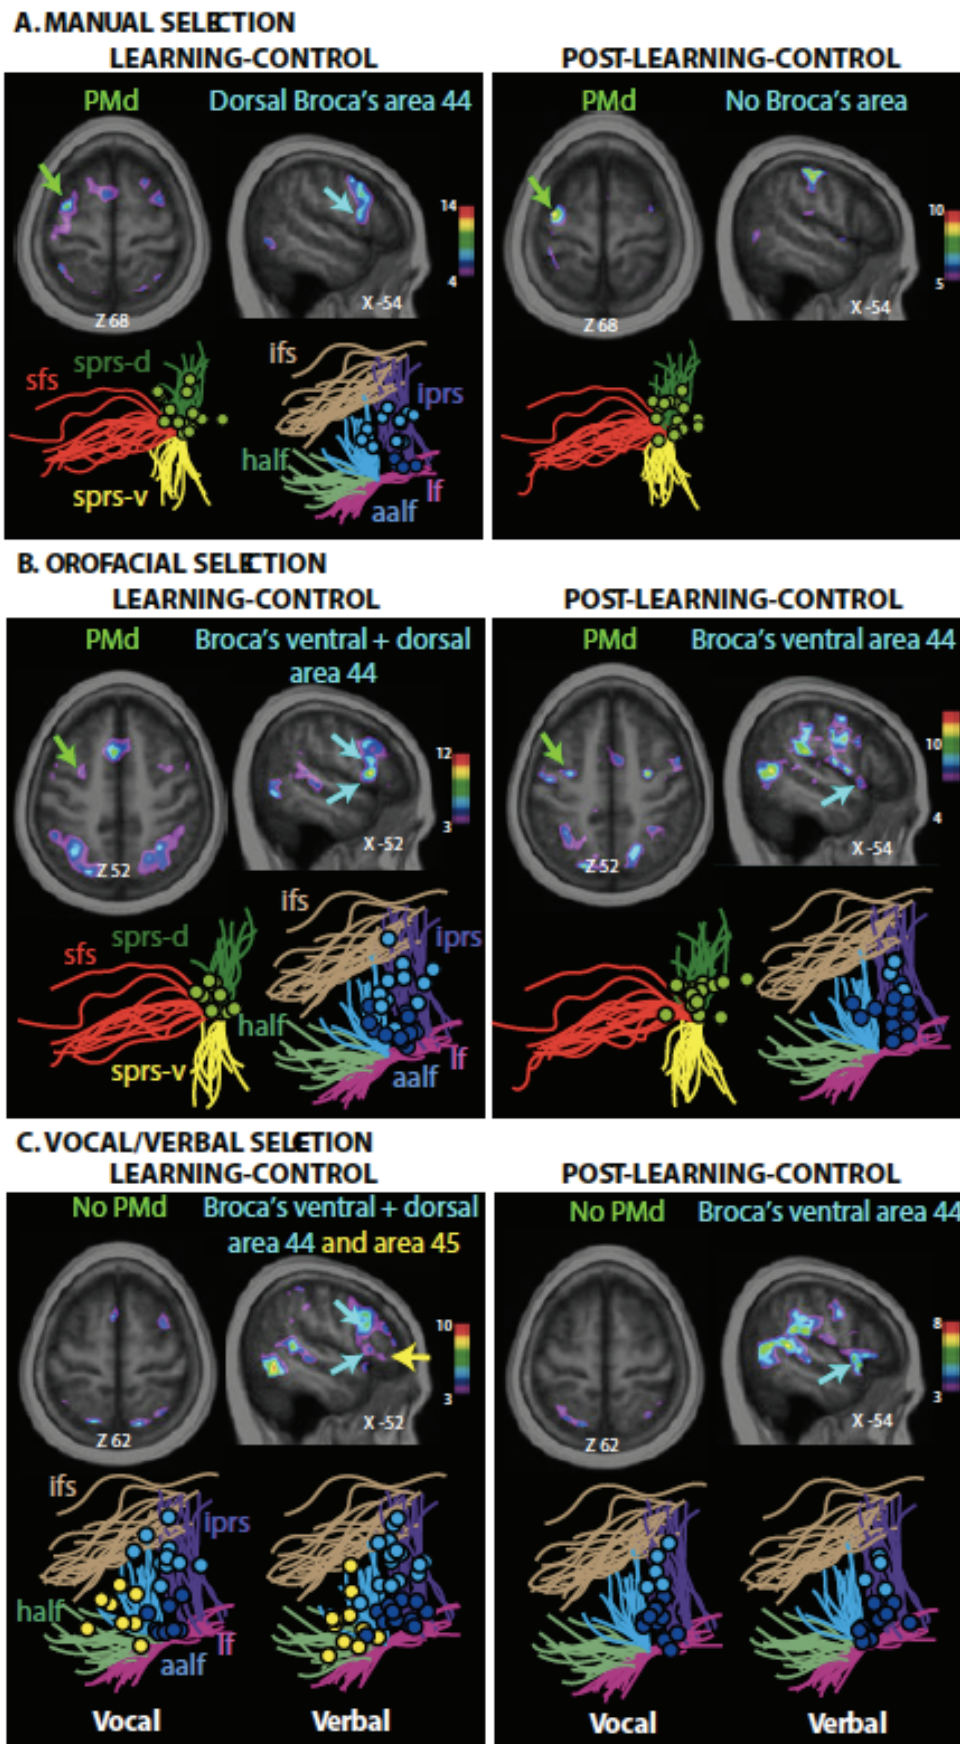 A. MANUAL SELECTION
LEARNING-CONTROL
POST-LEARNING-CONTROL
PMd
Dorsal Broca's area 44
PMd
No Broca's area
14
4
10
5
Z 68
X -54
Z 68
X -54
sfs
sprs-d
sprs-v
ifs
iprs
half
lf
aalf
B. OROFACIAL SELECTION
LEARNING-CONTROL
POST-LEARNING-CONTROL
PMd
Broca's ventral + dorsal
area 44
PMd
Broca's ventral area 44
12
3
10
4
Z 52
X -52
Z 52
X -54
sfs
sprs-d
sprs-v
ifs
iprs
half
lf
aalf
C. VOCAL/VERBAL SELECTION
LEARNING-CONTROL
POST-LEARNING-CONTROL
No PMd
Broca's ventral + dorsal
area 44 and area 45
No PMd
Broca's ventral area 44
10
3
8
3
Z 62
X -52
Z 62
X -54
ifs
iprs
half
lf
aalf
Vocal
Verbal
Vocal
Verbal